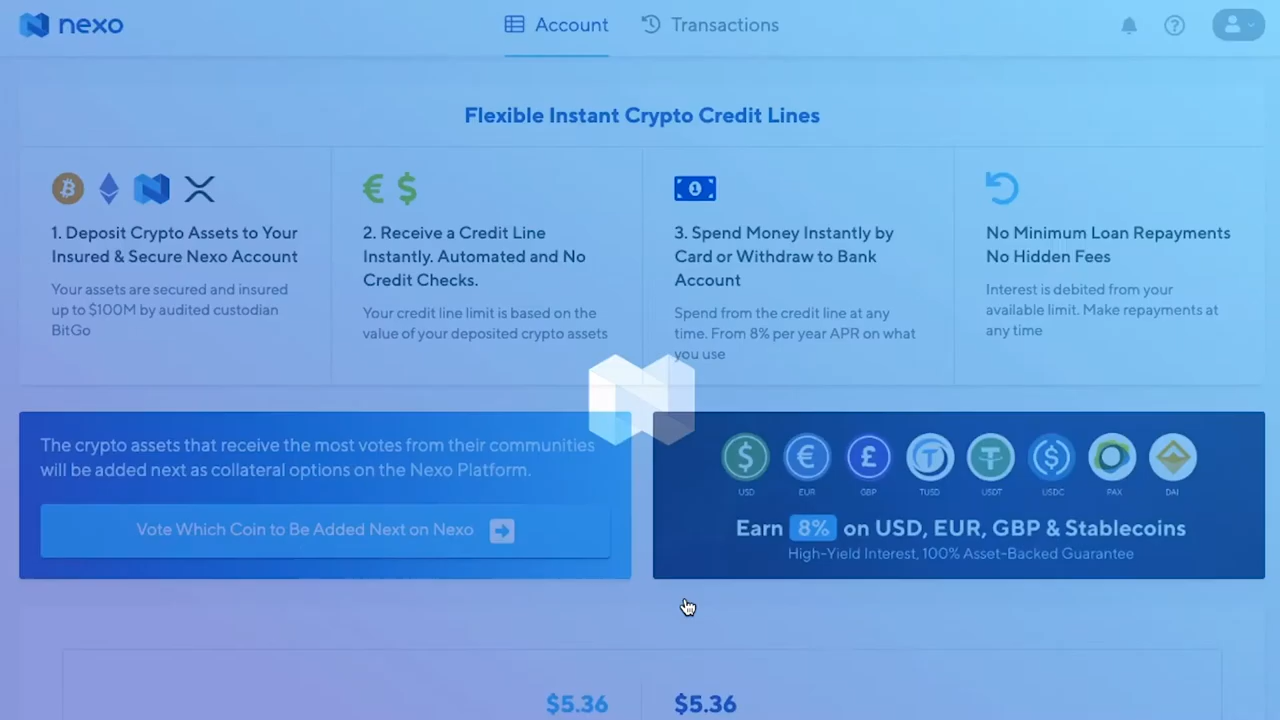 nexo
Account
Transactions
Flexible Instant Crypto Credit Lines
1. Deposit Crypto Assets to Your
Insured & Secure Nexo Account
Your assets are secured and insured
up to $100M by audited custodian
BitGo
2. Receive a Credit Line
Instantly. Automated and No
Credit Checks.
Your credit line limit is based on the
value of your deposited crypto assets
3. Spend Money Instantly by
Card or Withdraw to Bank
Account
Spend from the credit line at any
time. From 8% per year APR on what
you use
No Minimum Loan Repayments
No Hidden Fees
Interest is debited from your
available limit. Make repayments at
any time
The crypto assets that receive the most votes from their communities
will be added next as collateral options on the Nexo Platform.
Vote Which Coin to Be Added Next on Nexo
USD EUR GBP TUSD USDT USDC PAX DAI
Earn 8% on USD, EUR, GBP & Stablecoins
High-Yield Interest, 100% Asset-Backed Guarantee
$5.36 $5.36